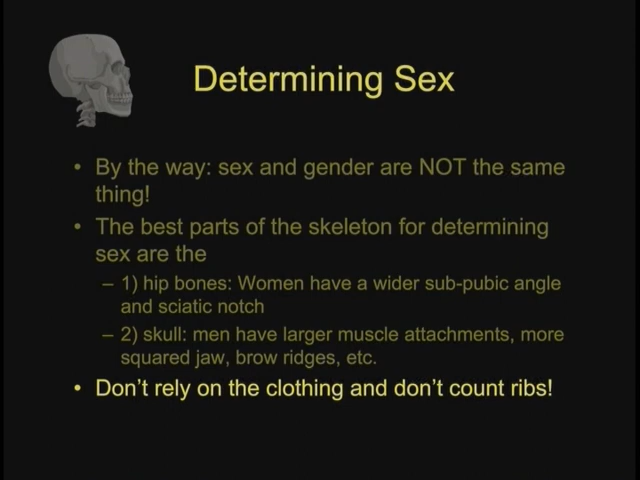 Determining Sex
• By the way: sex and gender are NOT the same
thing!
• The best parts of the skeleton for determining
sex are the
– 1) hip bones: Women have a wider sub-pubic angle
and sciatic notch
– 2) skull: men have larger muscle attachments, more
squared jaw, brow ridges, etc.
• Don't rely on the clothing and don't count ribs!